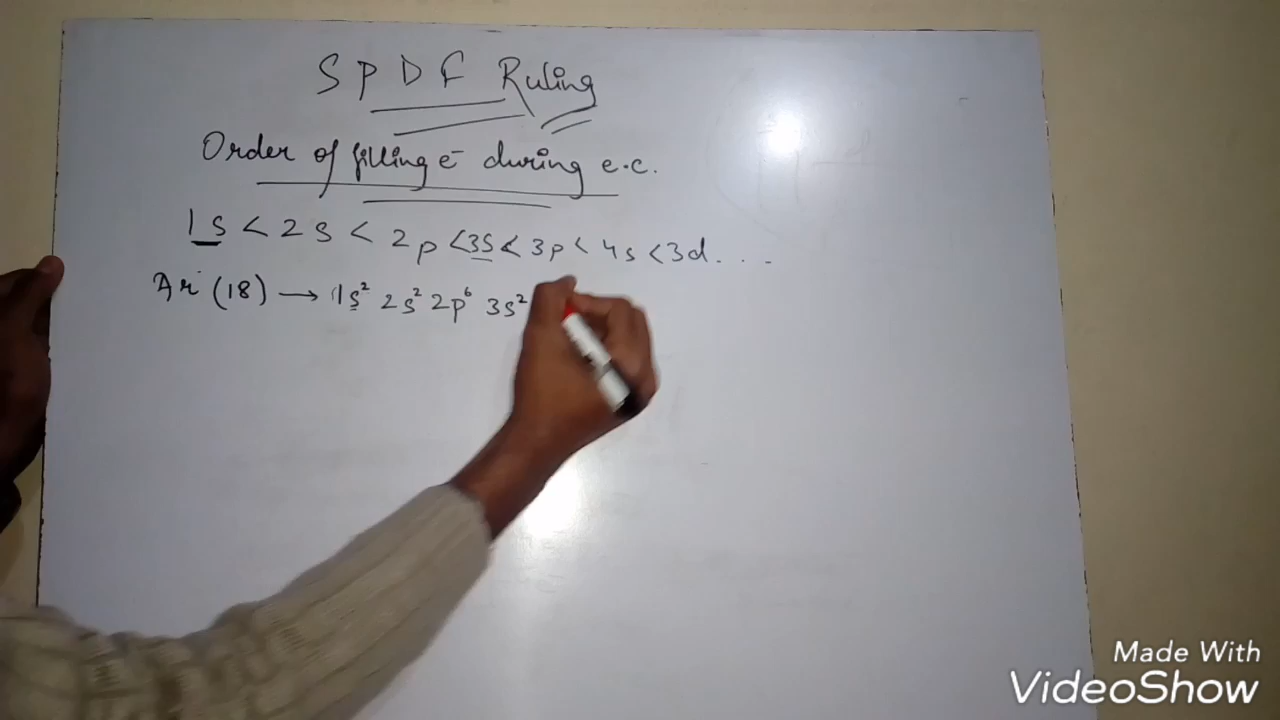 S P D F Ruling
Order of filling e⁻ during e.c.
1s < 2s < 2p < 3s < 3p < 4s < 3d . . .
Ar (18) → 1s² 2s² 2p⁶ 3s²
Made With
VideoShow